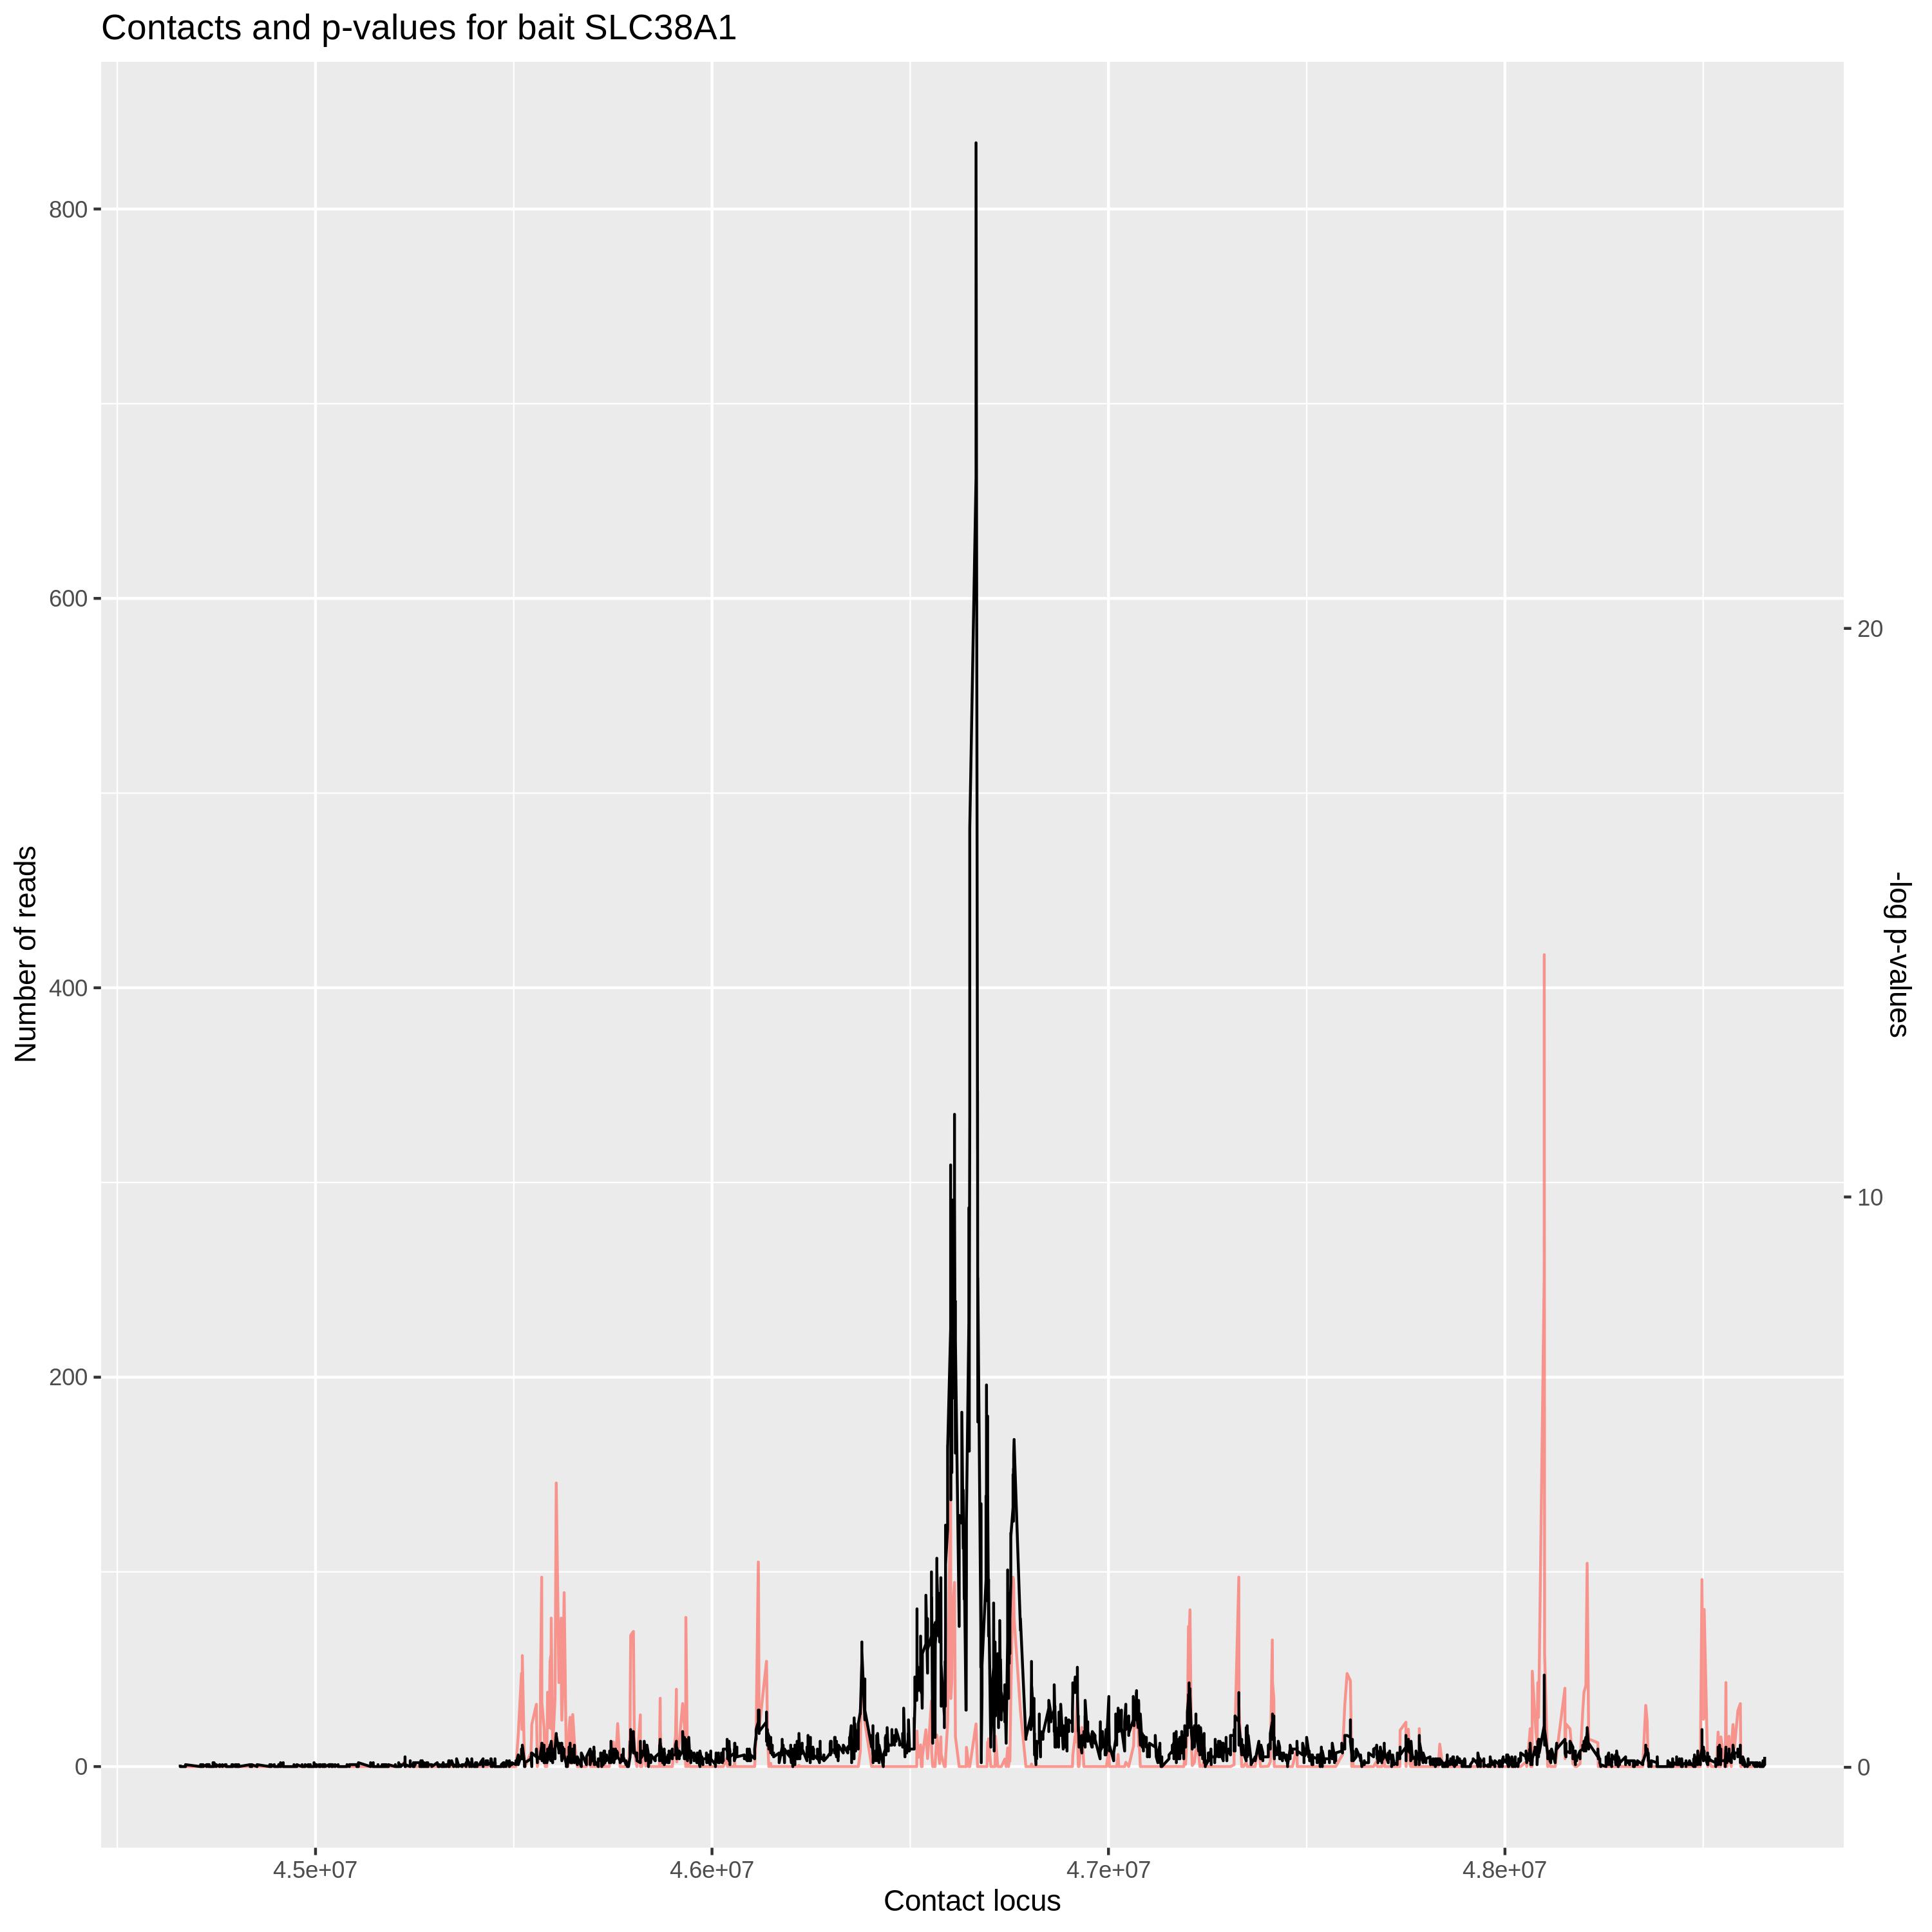 Contacts and p-values for bait SLC38A1
800
600
400
200
0
Number of reads
20
10
0
-log p-values
4.5e+07
4.6e+07
4.7e+07
4.8e+07
Contact locus